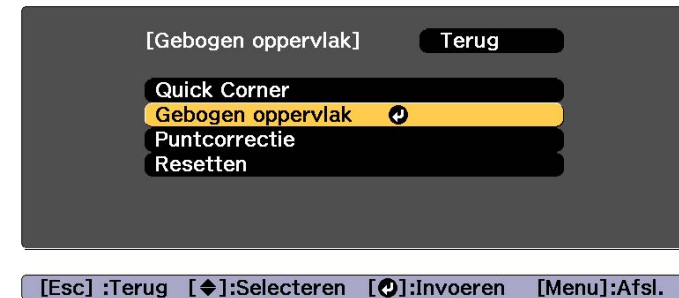 [Gebogen oppervlak] Terug
Quick Corner
Gebogen oppervlak
Puntcorrectie
Resetten
[Esc] :Terug [◆]:Selecteren [↵]:Invoeren [Menu]:Afsl.